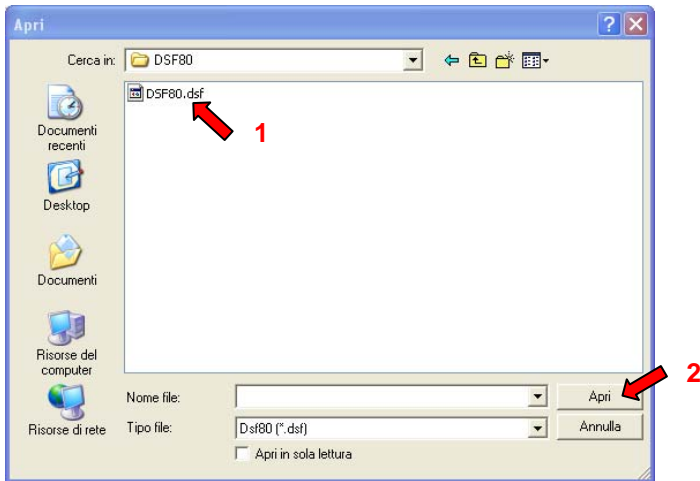 Apri
Cerca in: DSF80
DSF80.dsf
1
Documenti
recenti
Desktop
Documenti
Risorse del
computer
Risorse di rete
Nome file:
Apri
2
Tipo file: Dsf80 (*.dsf)
Annulla
Apri in sola lettura